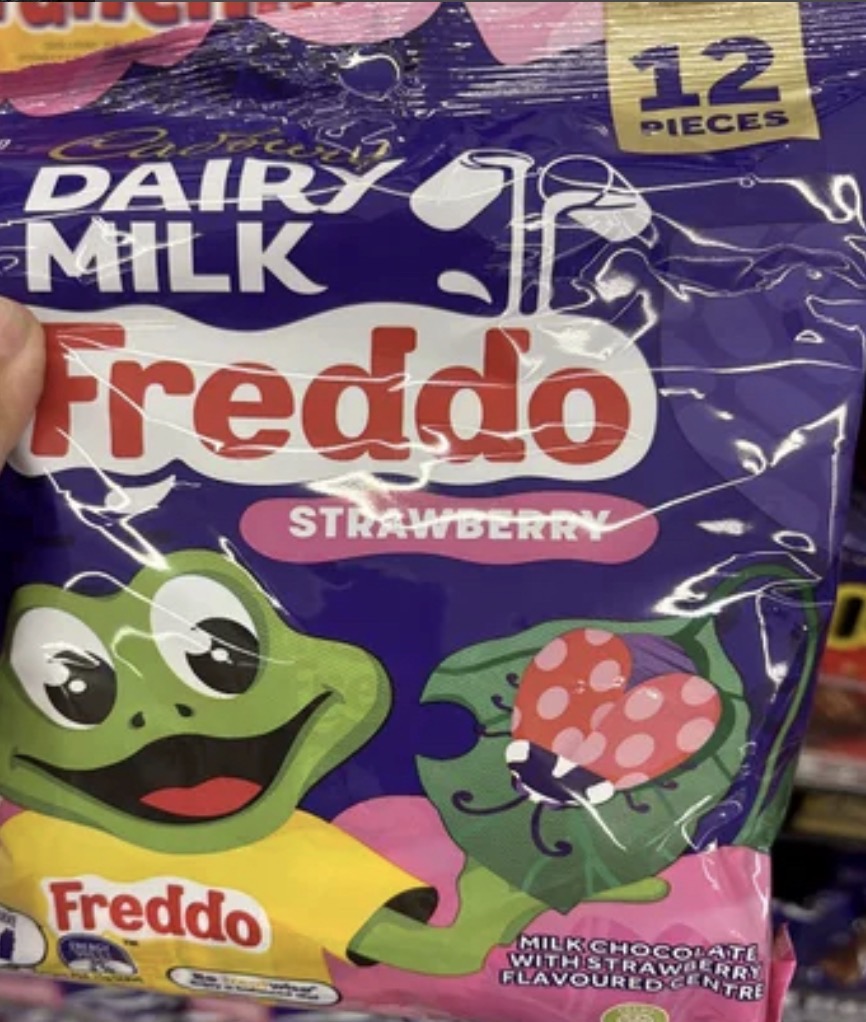 12
PIECES
Cadbury
DAIRY
MILK
Freddo
STRAWBERRY
Freddo
MILK CHOCOLATE
WITH STRAWBERRY
FLAVOURED CENTRE